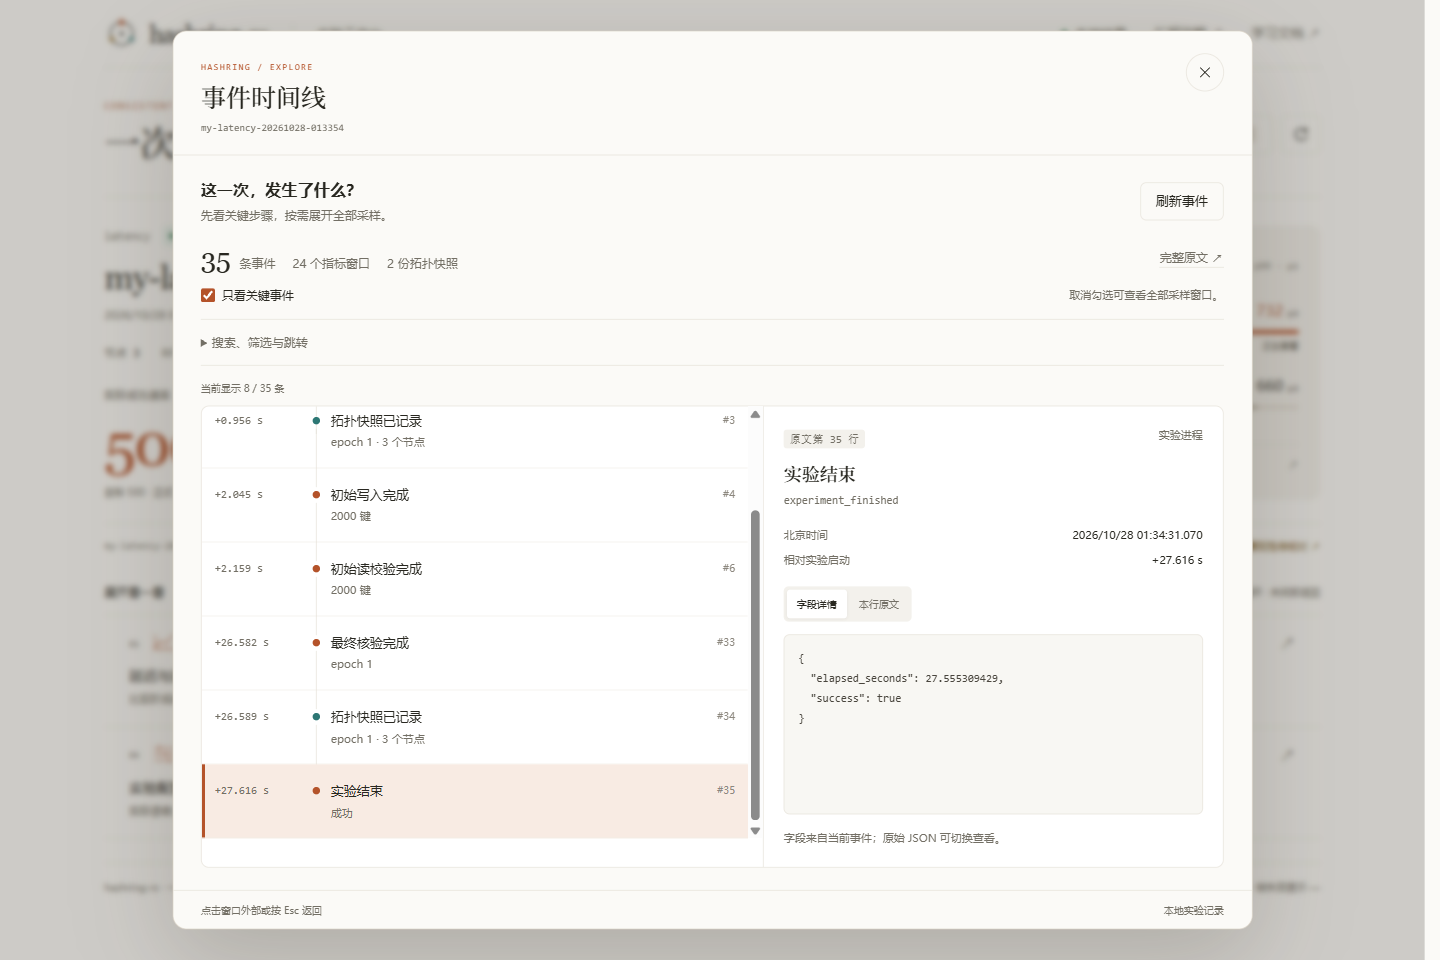 HASHRING / EXPLORE
事件时间线
my-latency-20261028-013354
这一次，发生了什么？
先看关键步骤，按需展开全部采样。
刷新事件
35 条事件 24 个指标窗口 2 份拓扑快照
完整原文 ↗
只看关键事件
取消勾选可查看全部采样窗口。
▶ 搜索、筛选与跳转
当前显示 8 / 35 条
+0.956 s 拓扑快照已记录 #3
epoch 1 · 3 个节点
+2.045 s 初始写入完成 #4
2000 键
+2.159 s 初始读校验完成 #6
2000 键
+26.582 s 最终核验完成 #33
epoch 1
+26.589 s 拓扑快照已记录 #34
epoch 1 · 3 个节点
+27.616 s 实验结束 #35
成功
原文第 35 行
实验进程
实验结束
experiment_finished
北京时间 2026/10/28 01:34:31.070
相对实验启动 +27.616 s
字段详情 本行原文
{
"elapsed_seconds": 27.555309429,
"success": true
}
字段来自当前事件；原始 JSON 可切换查看。
点击窗口外部或按 Esc 返回
本地实验记录